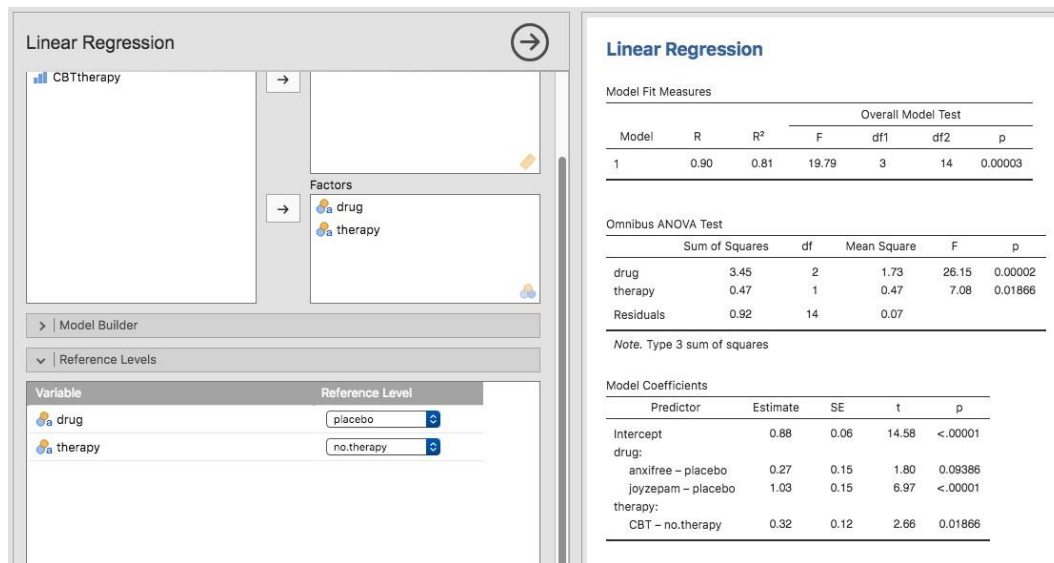 Linear Regression
CBTtherapy
Factors
drug
therapy
Model Builder
Reference Levels
Variable Reference Level
drug placebo
therapy no.therapy
Linear Regression
Model Fit Measures
Overall Model Test
Model R R² F df1 df2 p
1 0.90 0.81 19.79 3 14 0.00003
Omnibus ANOVA Test
Sum of Squares df Mean Square F p
drug 3.45 2 1.73 26.15 0.00002
therapy 0.47 1 0.47 7.08 0.01866
Residuals 0.92 14 0.07
Note. Type 3 sum of squares
Model Coefficients
Predictor Estimate SE t p
Intercept 0.88 0.06 14.58 <.00001
drug:
anxifree – placebo 0.27 0.15 1.80 0.09386
joyzepam – placebo 1.03 0.15 6.97 <.00001
therapy:
CBT – no.therapy 0.32 0.12 2.66 0.01866